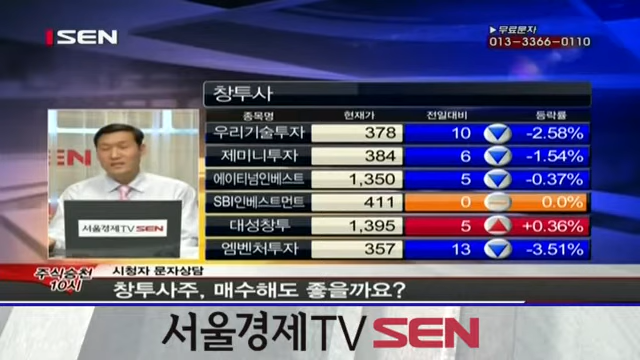 SEN
▶무료문자
013-3366-0110
창투사
종목명 현재가 전일대비 등락률
우리기술투자 378 10 ▼ -2.58%
제미니투자 384 6 ▼ -1.54%
에이티넘인베스트 1,350 5 ▼ -0.37%
SBI인베스트먼트 411 0 — 0.0%
대성창투 1,395 5 ▲ +0.36%
엠벤처투자 357 13 ▼ -3.51%
SEN
서울경제TV SEN
주식승천
10시
시청자 문자상담
창투사주, 매수해도 좋을까요?
서울경제TV SEN